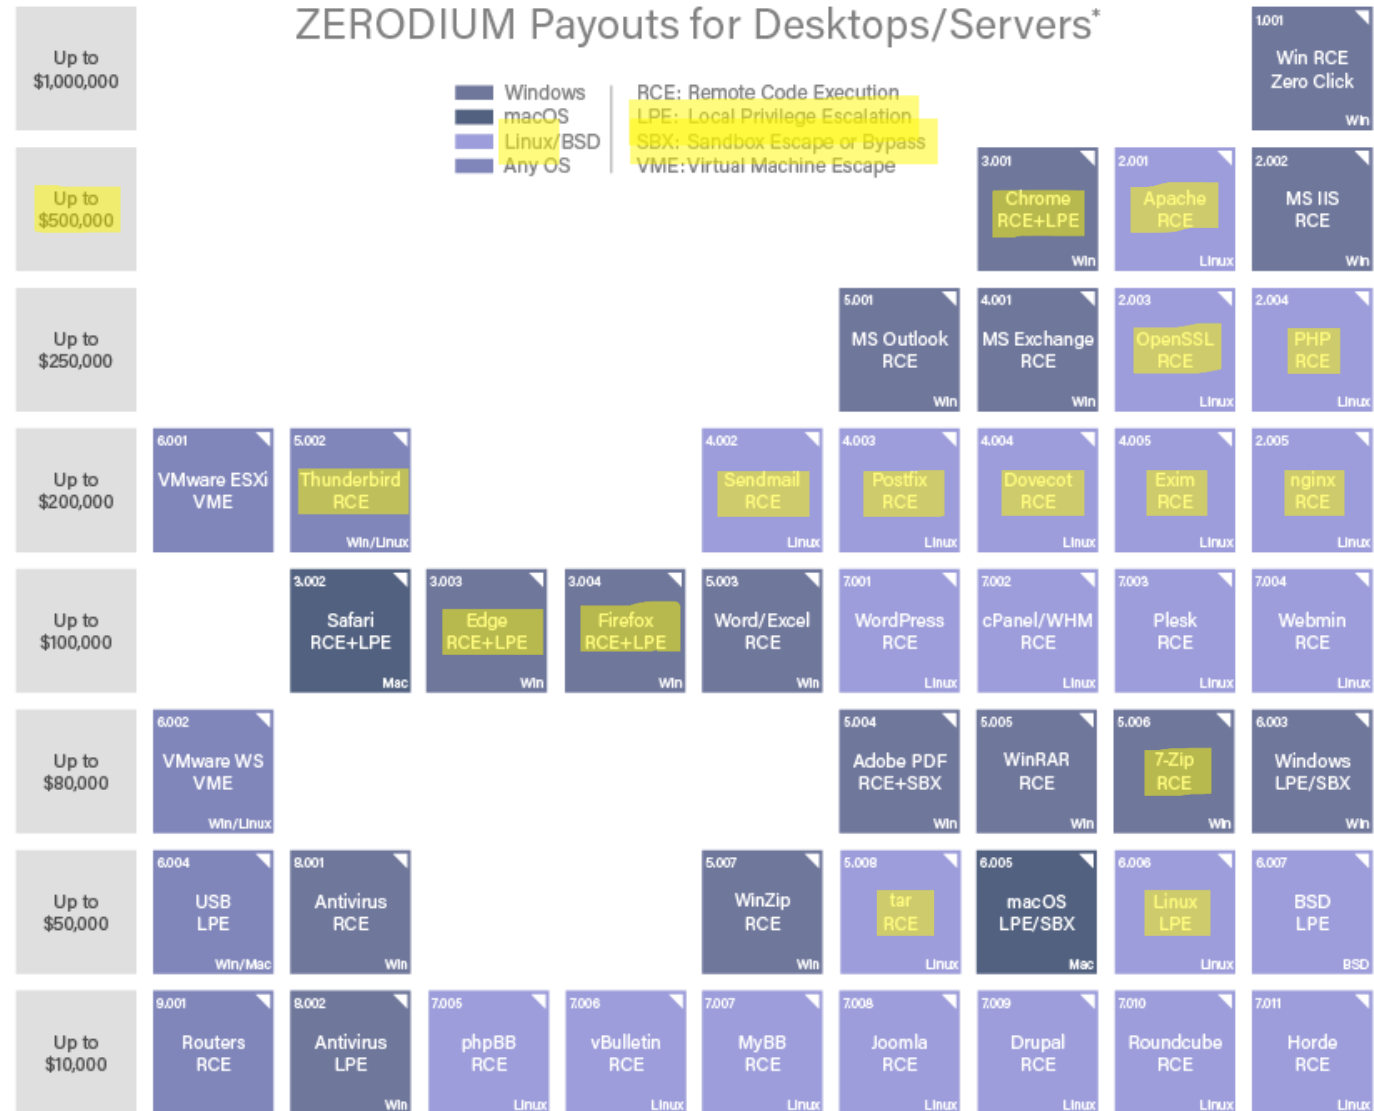 ZERODIUM Payouts for Desktops/Servers*
Windows
macOS
Linux/BSD
Any OS
RCE: Remote Code Execution
LPE: Local Privilege Escalation
SBX: Sandbox Escape or Bypass
VME: Virtual Machine Escape
Up to
$1,000,000
1.001
Win RCE
Zero Click
Win
Up to
$500,000
3.001
Chrome
RCE+LPE
Win
2.001
Apache
RCE
Linux
2.002
MS IIS
RCE
Win
Up to
$250,000
5.001
MS Outlook
RCE
Win
4.001
MS Exchange
RCE
Win
2.003
OpenSSL
RCE
Linux
2.004
PHP
RCE
Linux
Up to
$200,000
6.001
VMware ESXi
VME
5.002
Thunderbird
RCE
Win/Linux
4.002
Sendmail
RCE
Linux
4.003
Postfix
RCE
Linux
4.004
Dovecot
RCE
Linux
4.005
Exim
RCE
Linux
2.005
nginx
RCE
Linux
Up to
$100,000
3.002
Safari
RCE+LPE
Mac
3.003
Edge
RCE+LPE
Win
3.004
Firefox
RCE+LPE
Win
5.003
Word/Excel
RCE
Win
7.001
WordPress
RCE
Linux
7.002
cPanel/WHM
RCE
Linux
7.003
Plesk
RCE
Linux
7.004
Webmin
RCE
Linux
Up to
$80,000
6.002
VMware WS
VME
Win/Linux
5.004
Adobe PDF
RCE+SBX
Win
5.005
WinRAR
RCE
Win
5.006
7-Zip
RCE
Win
6.003
Windows
LPE/SBX
Win
Up to
$50,000
6.004
USB
LPE
Win/Mac
8.001
Antivirus
RCE
Win
5.007
WinZip
RCE
Win
5.008
tar
RCE
Linux
6.005
macOS
LPE/SBX
Mac
6.006
Linux
LPE
Linux
6.007
BSD
LPE
BSD
Up to
$10,000
9.001
Routers
RCE
8.002
Antivirus
LPE
Win
7.005
phpBB
RCE
Linux
7.006
vBulletin
RCE
Linux
7.007
MyBB
RCE
Linux
7.008
Joomla
RCE
Linux
7.009
Drupal
RCE
Linux
7.010
Roundcube
RCE
Linux
7.011
Horde
RCE
Linux